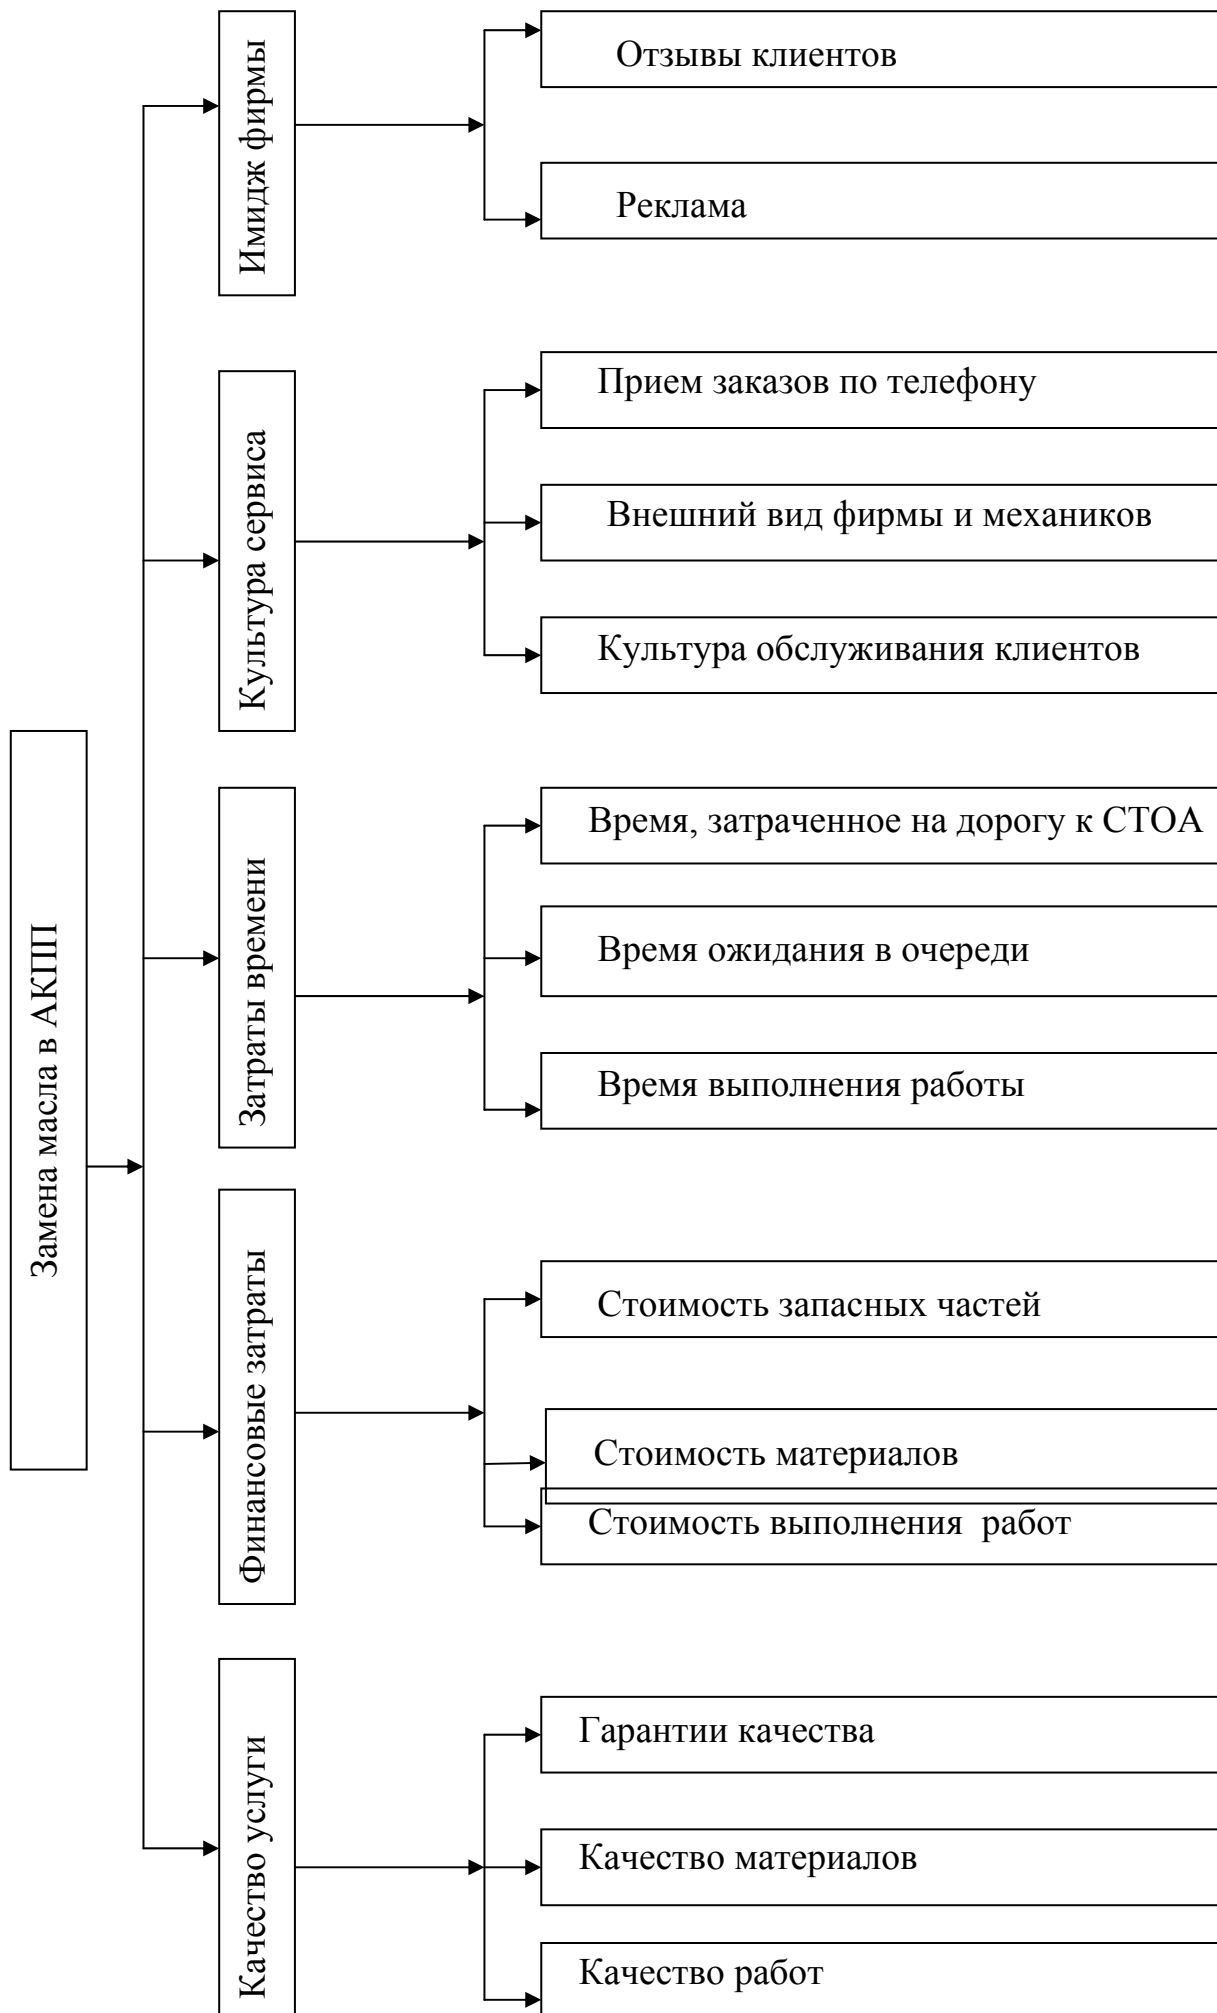 Замена масла в АКПП
Имидж фирмы
Отзывы клиентов
Реклама
Культура сервиса
Прием заказов по телефону
Внешний вид фирмы и механиков
Культура обслуживания клиентов
Затраты времени
Время, затраченное на дорогу к СТОА
Время ожидания в очереди
Время выполнения работы
Финансовые затраты
Стоимость запасных частей
Стоимость материалов
Стоимость выполнения работ
Качество услуги
Гарантии качества
Качество материалов
Качество работ